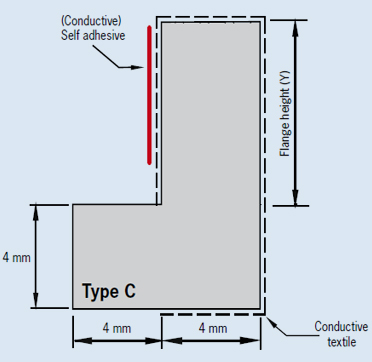 (Conductive)
Self adhesive
Flange height (Y)
4 mm
Type C
4 mm
4 mm
Conductive
textile